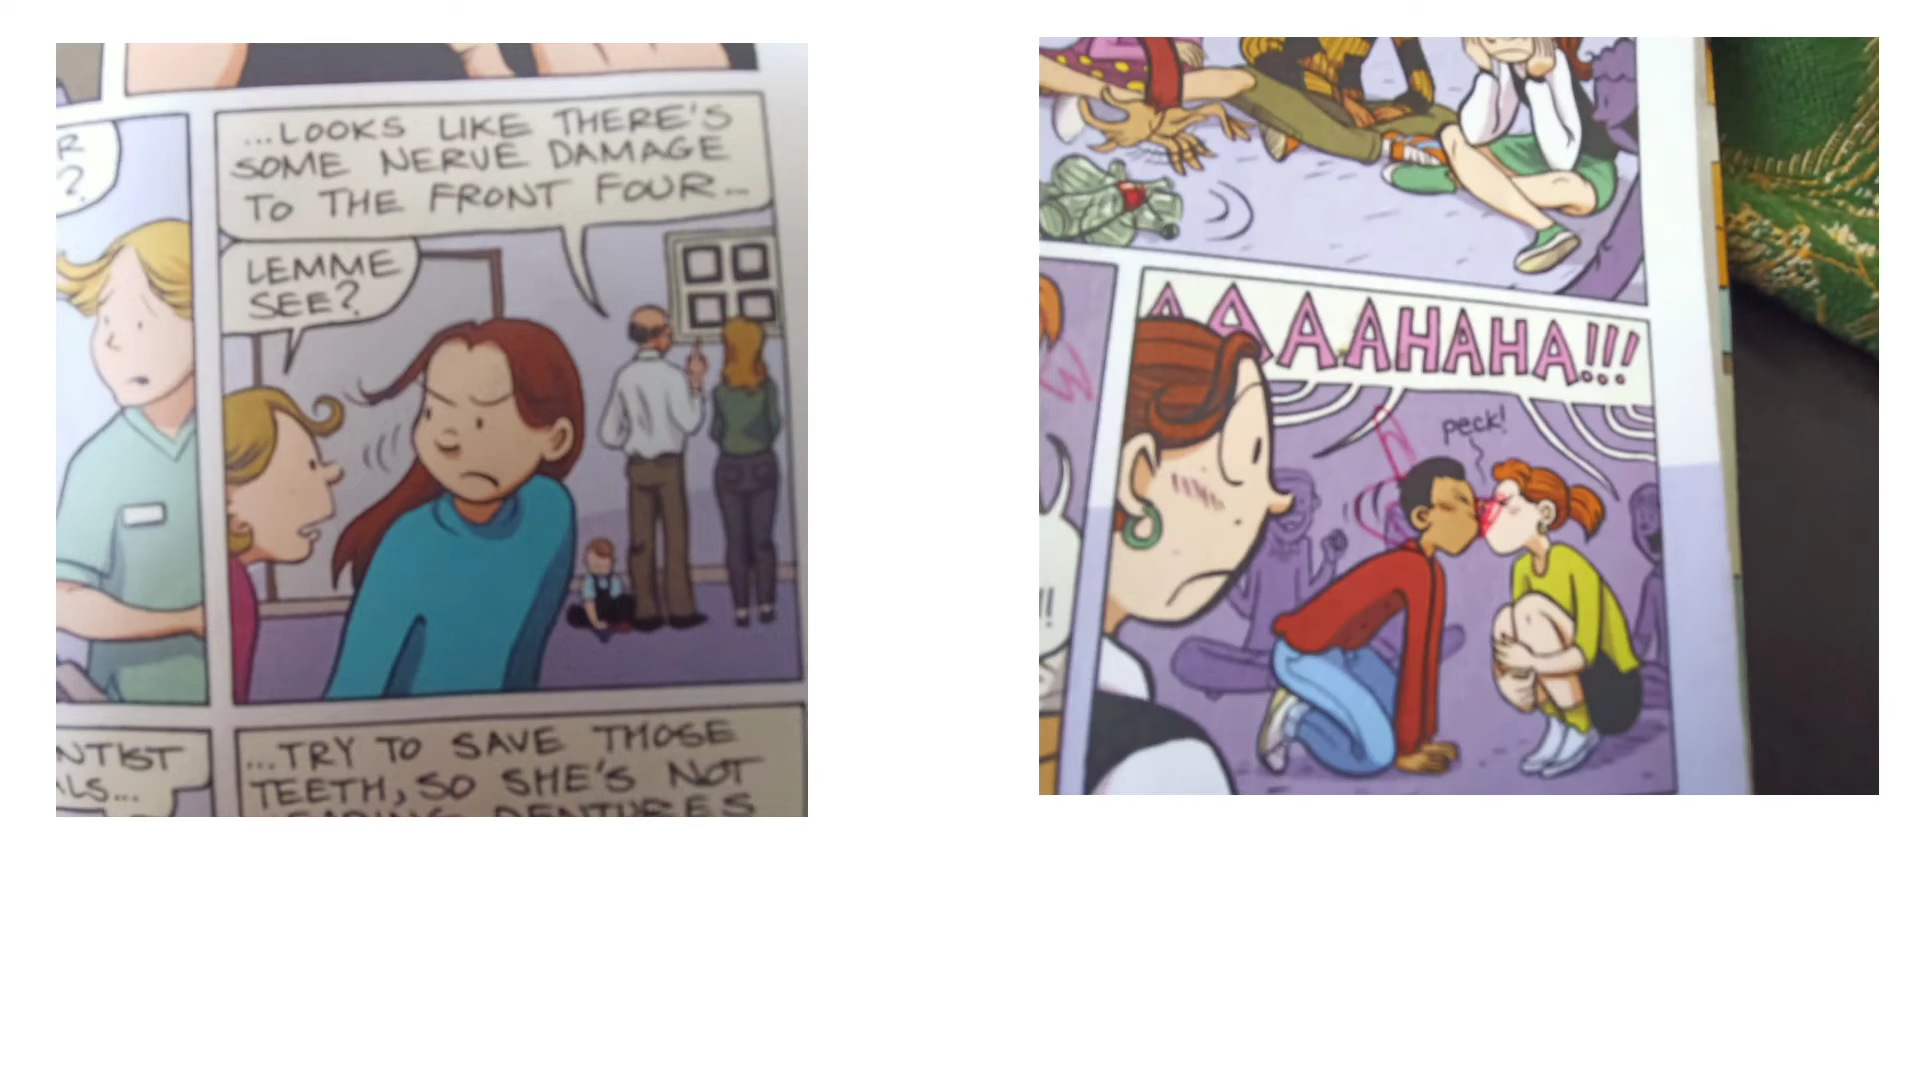 R
?
...LOOKS LIKE THERE'S
SOME NERVE DAMAGE
TO THE FRONT FOUR...
LEMME
SEE?
...TRY TO SAVE THOSE
TEETH, SO SHE'S NOT
DENTURES
AAAAHAHA!!!
peck!
!!